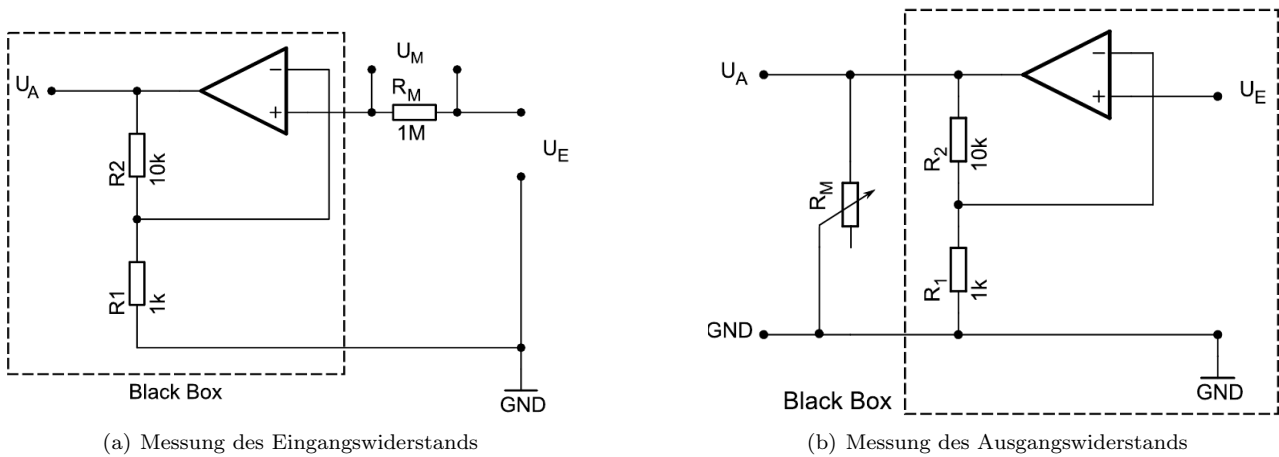 U_M
U_A
R_M
1M
−
+
U_E
R2
10k
R1
1k
Black Box
GND
(a) Messung des Eingangswiderstands
U_A
−
+
U_E
R_2
10k
R_M
R_1
1k
GND
GND
Black Box
(b) Messung des Ausgangswiderstands